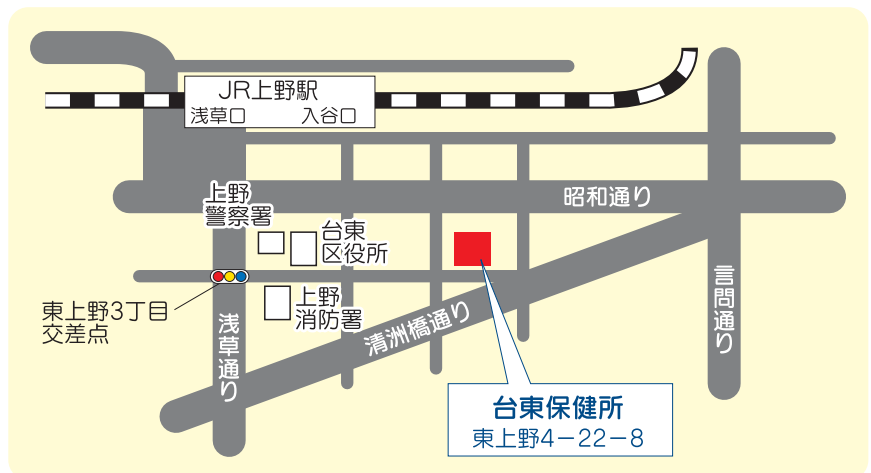 JR上野駅
浅草口
入谷口
昭和通り
上野
警察署
台東
区役所
東上野3丁目
交差点
上野
消防署
浅草通り
清洲橋通り
言問通り
台東保健所
東上野4−22−8